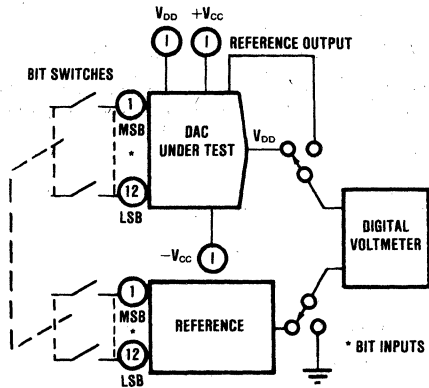 VDD +VCC
REFERENCE OUTPUT
BIT SWITCHES
1
MSB
*
12
LSB
DAC
UNDER TEST
VDD
-VCC
DIGITAL
VOLTMETER
1
MSB
*
12
LSB
REFERENCE
* BIT INPUTS